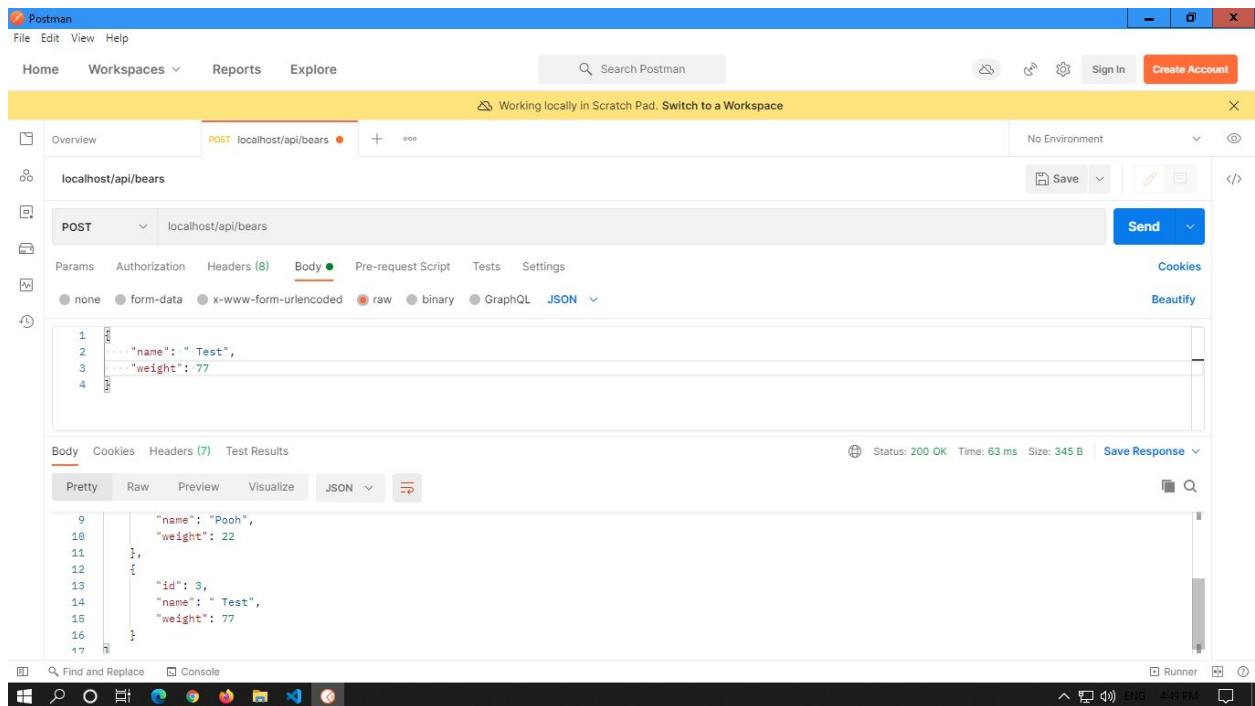 Postman
File Edit View Help
Home Workspaces Reports Explore Search Postman Sign In Create Account
Working locally in Scratch Pad. Switch to a Workspace
Overview POST localhost/api/bears No Environment
localhost/api/bears Save
POST localhost/api/bears Send
Params Authorization Headers (8) Body Pre-request Script Tests Settings Cookies
none form-data x-www-form-urlencoded raw binary GraphQL JSON Beautify
1 {
2 "name": " Test",
3 "weight": 77
4 }
Body Cookies Headers (7) Test Results Status: 200 OK Time: 63 ms Size: 345 B Save Response
Pretty Raw Preview Visualize JSON
9 "name": "Pooh",
10 "weight": 22
11 },
12 {
13 "id": 3,
14 "name": " Test",
15 "weight": 77
16 }
17 ]
Find and Replace Console Runner
ENG 4:49 PM